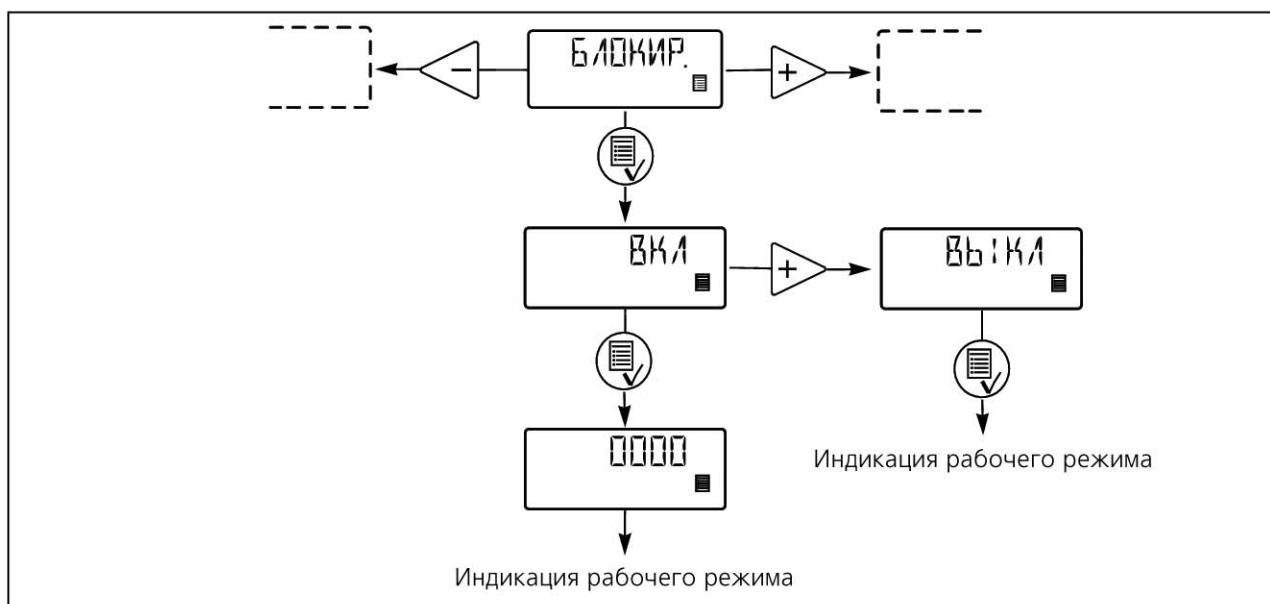 БЛОКИР.
ВКЛ
ВЫКЛ
0000
Индикация рабочего режима
Индикация рабочего режима